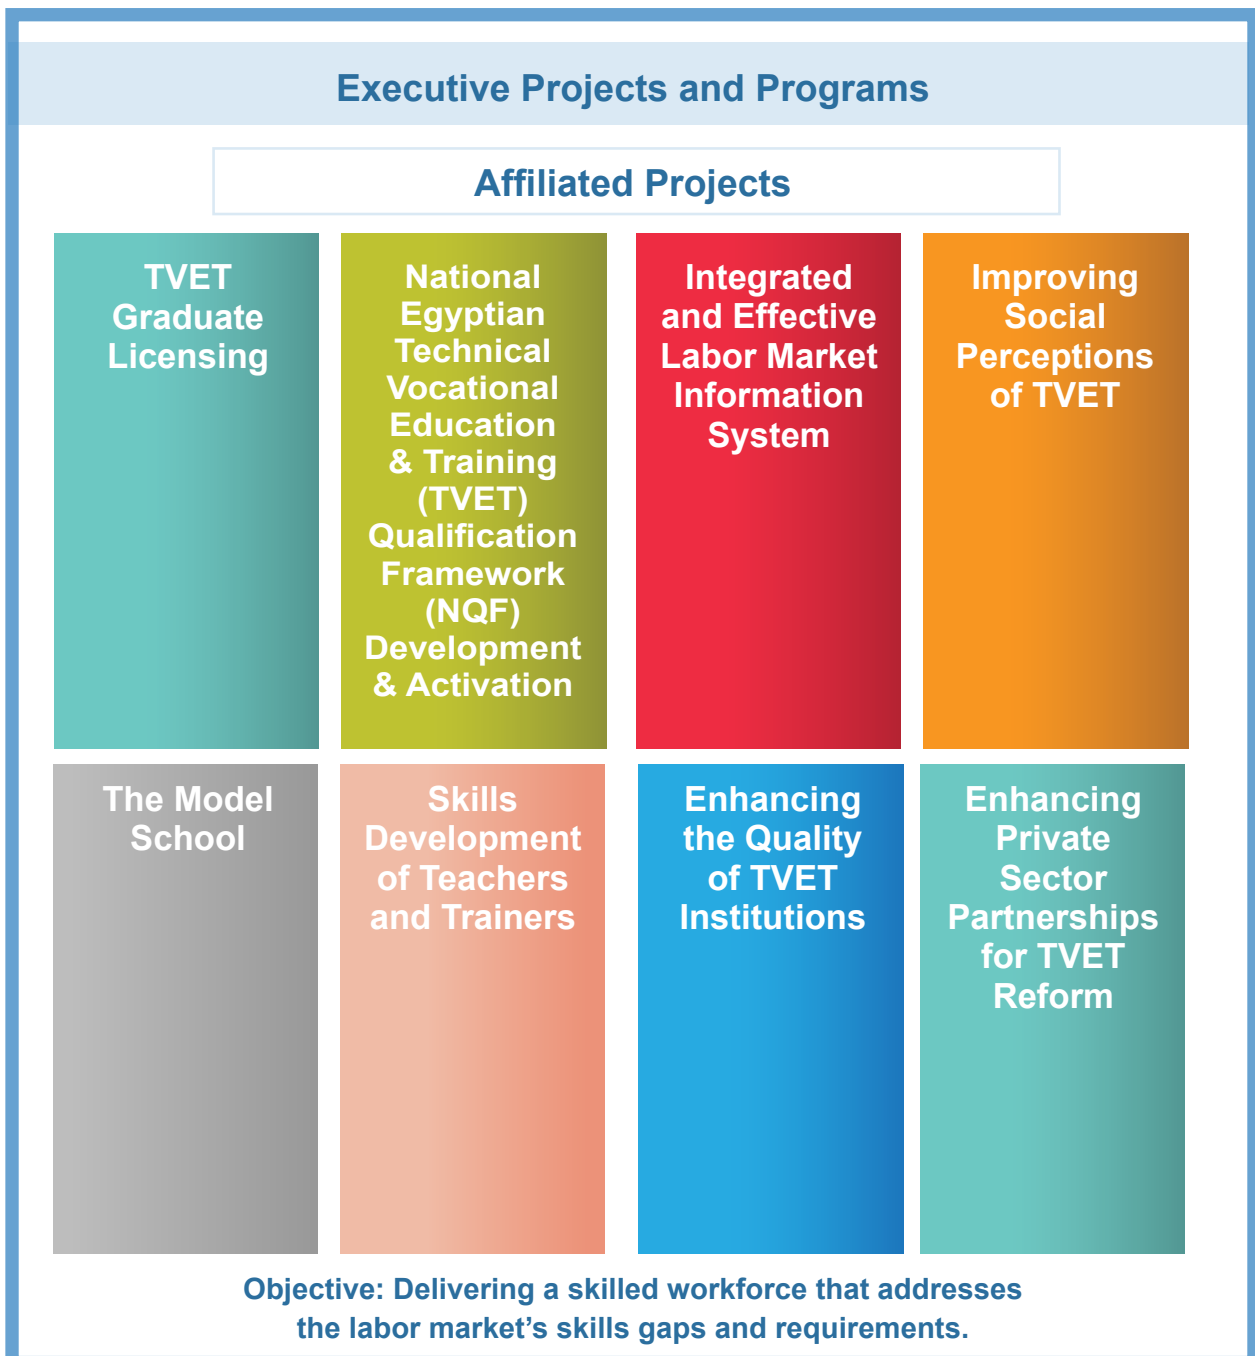 Executive Projects and Programs
Affiliated Projects
TVET
Graduate
Licensing
National
Egyptian
Technical
Vocational
Education
& Training
(TVET)
Qualification
Framework
(NQF)
Development
& Activation
Integrated
and Effective
Labor Market
Information
System
Improving
Social
Perceptions
of TVET
The Model
School
Skills
Development
of Teachers
and Trainers
Enhancing
the Quality
of TVET
Institutions
Enhancing
Private
Sector
Partnerships
for TVET
Reform
Objective: Delivering a skilled workforce that addresses
the labor market’s skills gaps and requirements.